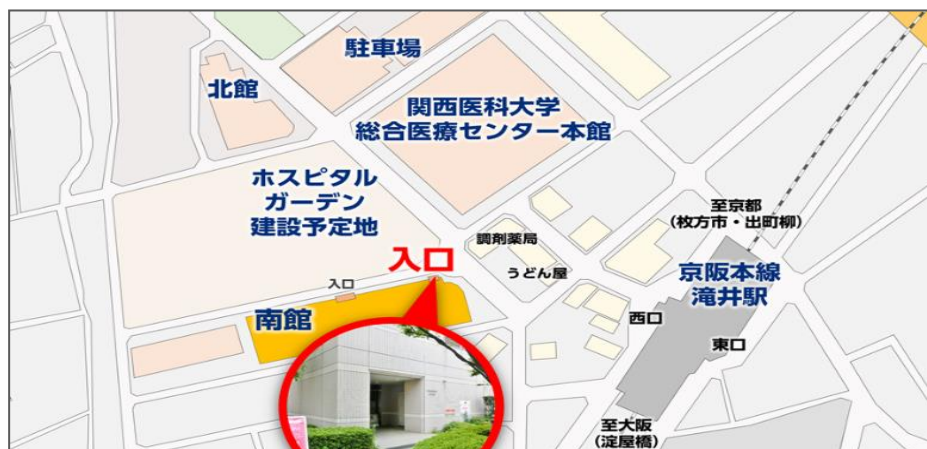 駐車場
北館
関西医科大学
総合医療センター本館
ホスピタル
ガーデン
建設予定地
至京都
(枚方市・出町柳)
調剤薬局
入口
うどん屋
京阪本線
滝井駅
入口
南館
西口
東口
至大阪
(淀屋橋)